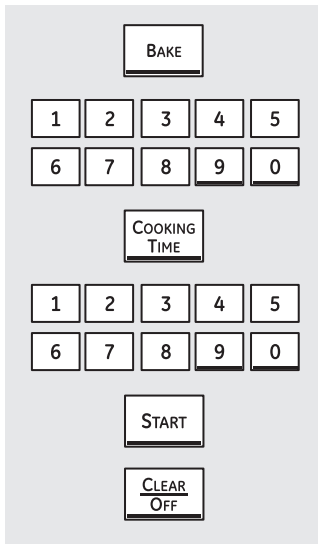 BAKE
1 2 3 4 5
6 7 8 9 0
COOKING
TIME
1 2 3 4 5
6 7 8 9 0
START
CLEAR
OFF